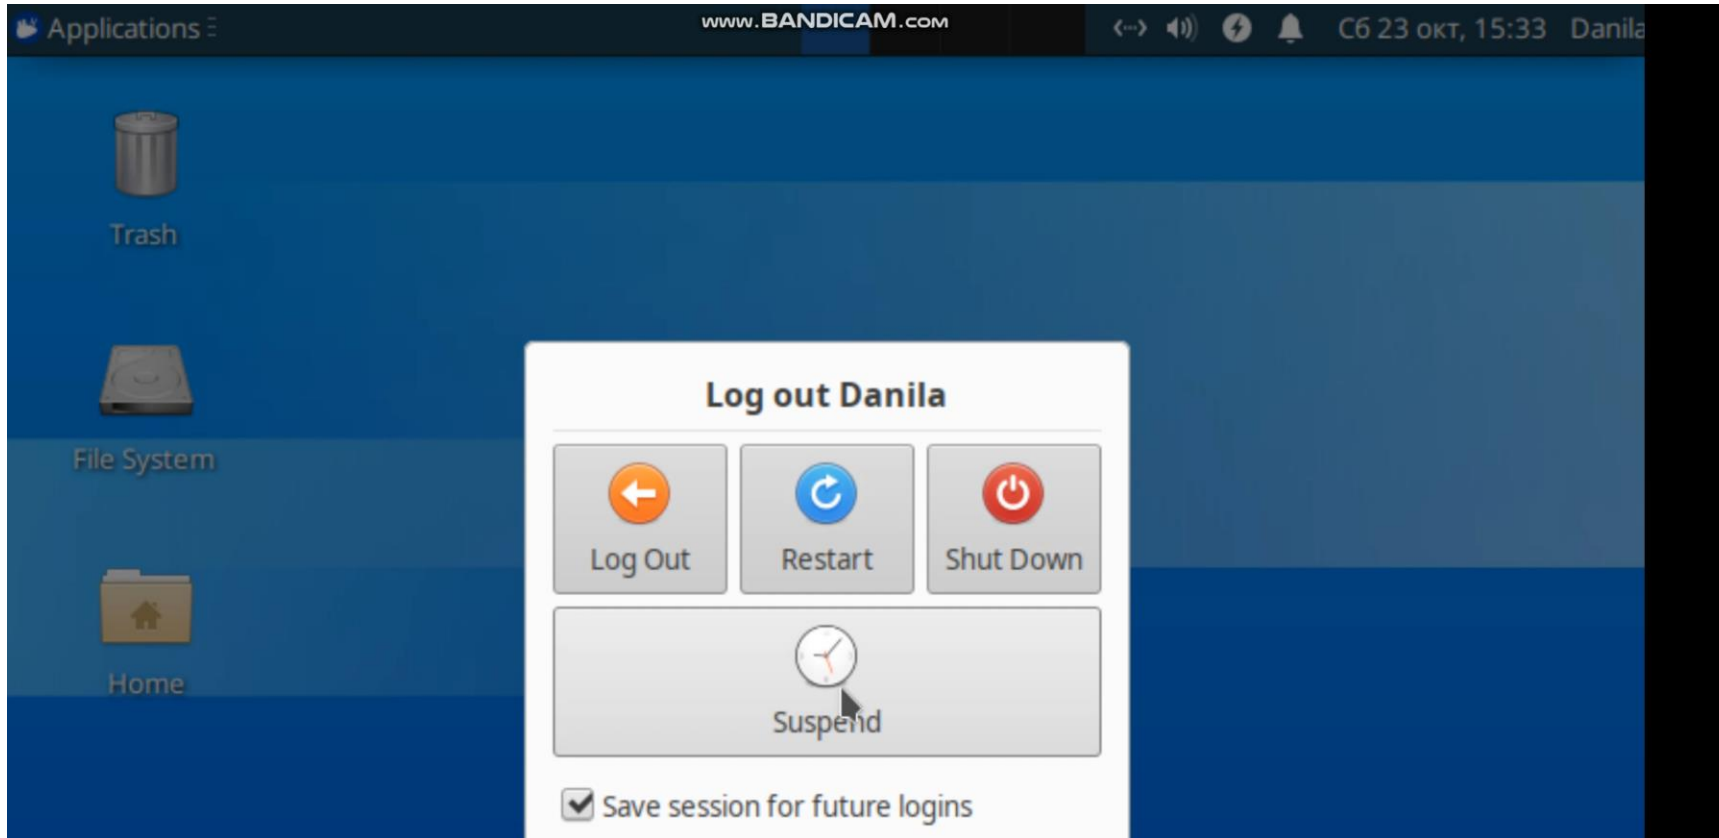 Applications
www.BANDICAM.com
Сб 23 окт, 15:33 Danila
Trash
File System
Home
Log out Danila
Log Out
Restart
Shut Down
Suspend
Save session for future logins